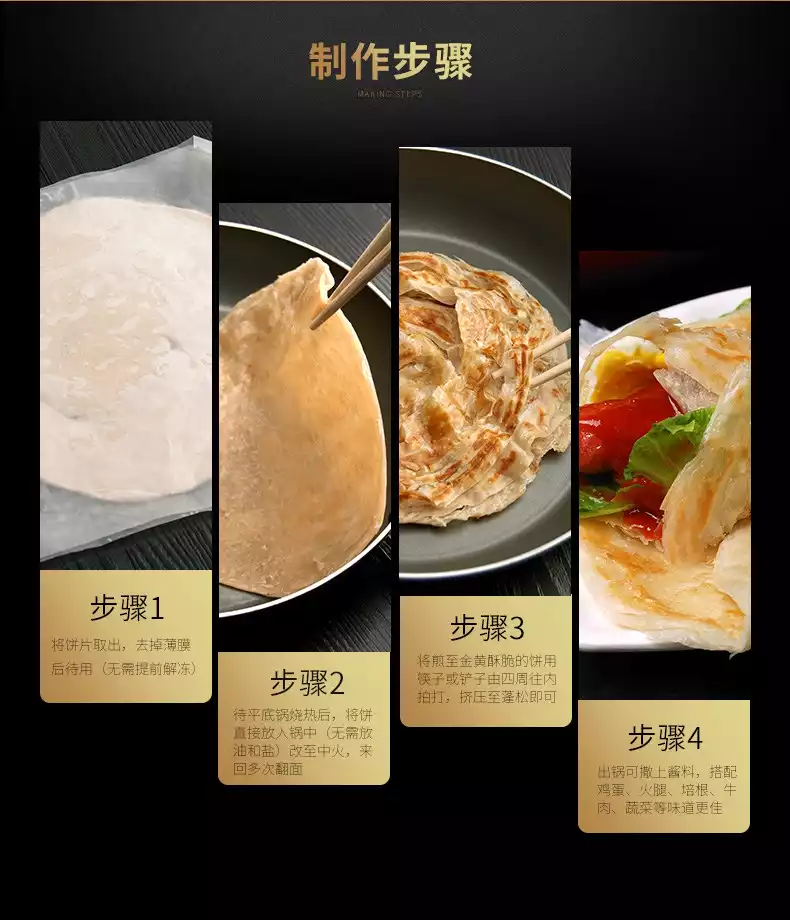 制作步骤
MAKING STEPS
步骤1
将饼片取出，去掉薄膜
后待用（无需提前解冻）
步骤2
待平底锅烧热后，将饼
直接放入锅中（无需放
油和盐）改至中火，来
回多次翻面
步骤3
将煎至金黄酥脆的饼用
筷子或铲子由四周往内
拍打，挤压至蓬松即可
步骤4
出锅可撒上酱料，搭配
鸡蛋、火腿、培根、牛
肉、蔬菜等味道更佳